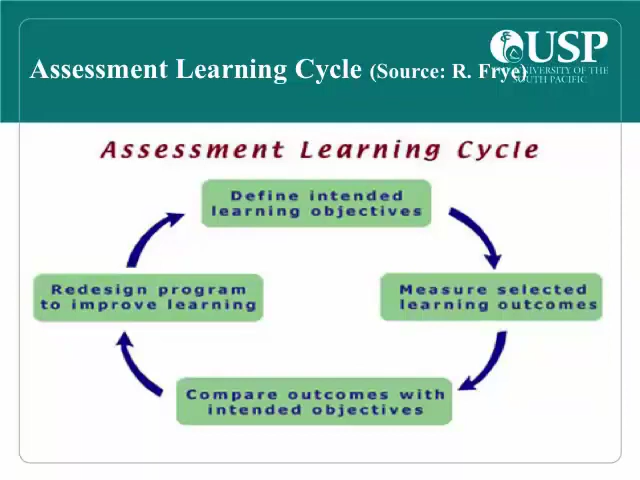 Assessment Learning Cycle (Source: R. Frye)
USP
UNIVERSITY OF THE
SOUTH PACIFIC
Assessment Learning Cycle
Define intended
learning objectives
Redesign program
to improve learning
Measure selected
learning outcomes
Compare outcomes with
intended objectives